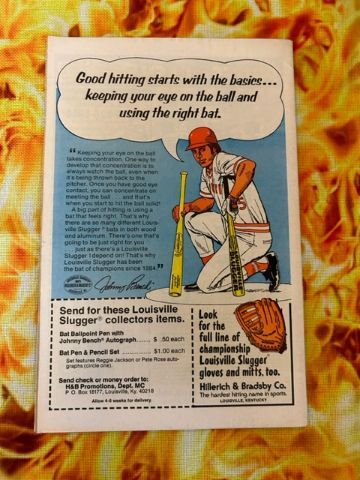 Good hitting starts with the basics...
keeping your eye on the ball and
using the right bat.
"Keeping your eye on the ball
takes concentration. One way to
develop that concentration is to
always watch the ball, even when
it's being thrown back to the
pitcher. Once you have good eye
contact, you can concentrate on
meeting the ball ... and that's
when you start to hit the ball solid!
A big part of hitting is using a
bat that feels right. That's why
there are so many different Louis-
ville Slugger® bats in both wood
and aluminum. There's one that's
going to be just right for you
... just as there's a Louisville
Slugger I depend on! That's why
Louisville Slugger has been
the bat of champions since 1884."
Johnny Bench
Send for these Louisville
Slugger® collectors items.
Bat Ballpoint Pen with
Johnny Bench® Autograph...... $ .50 each
Bat Pen & Pencil Set ............ $1.00 each
Set features Reggie Jackson or Pete Rose auto-
graphs (circle one).
Send check or money order to:
H&B Promotions, Dept. MC
P.O. Box 18177, Louisville, Ky. 40218
Allow 4-6 weeks for delivery.
Look
for the
full line of
championship
Louisville Slugger®
gloves and mitts, too.
Hillerich & Bradsby Co.
The hardest hitting name in sports.
LOUISVILLE, KENTUCKY